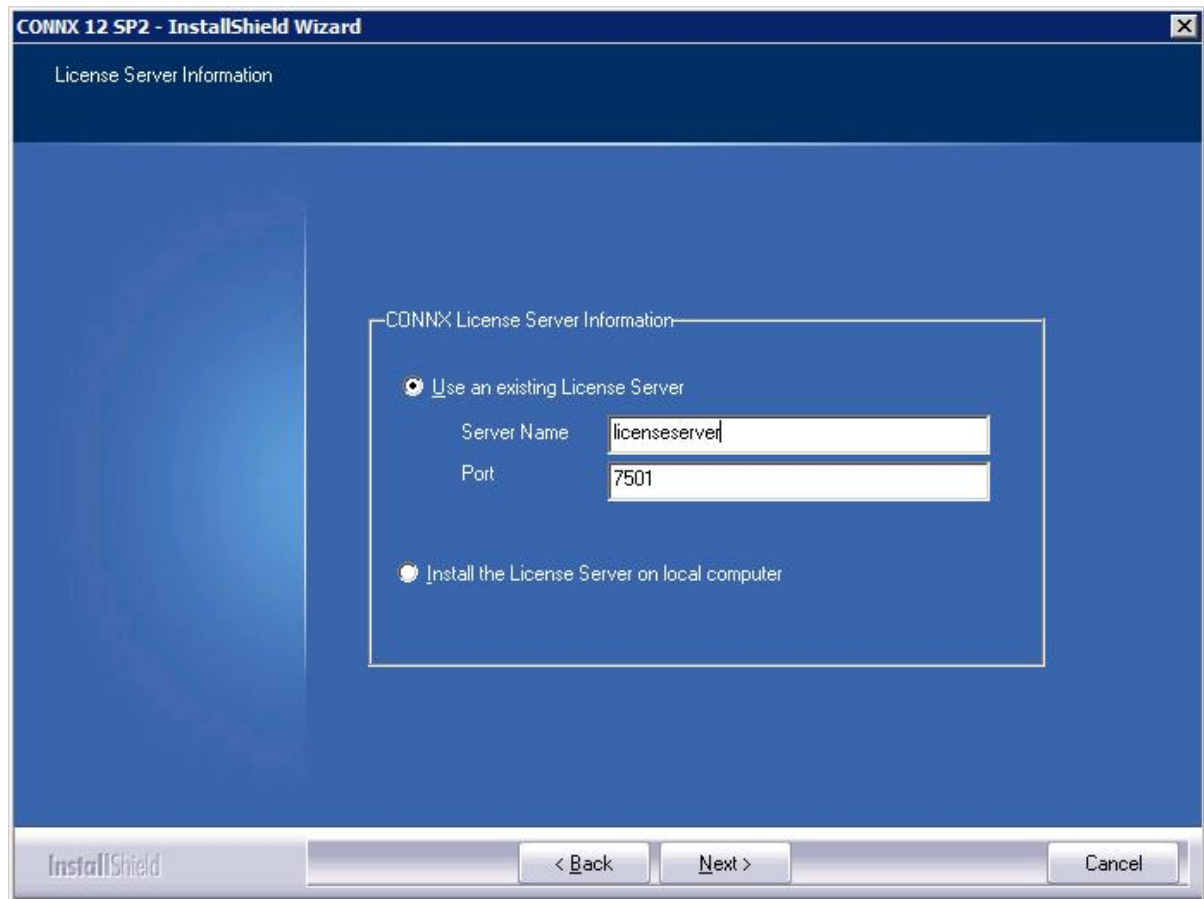 CONNX 12 SP2 - InstallShield Wizard
License Server Information
CONNX License Server Information
Use an existing License Server
Server Name licenseserver
Port 7501
Install the License Server on local computer
InstallShield < Back Next > Cancel